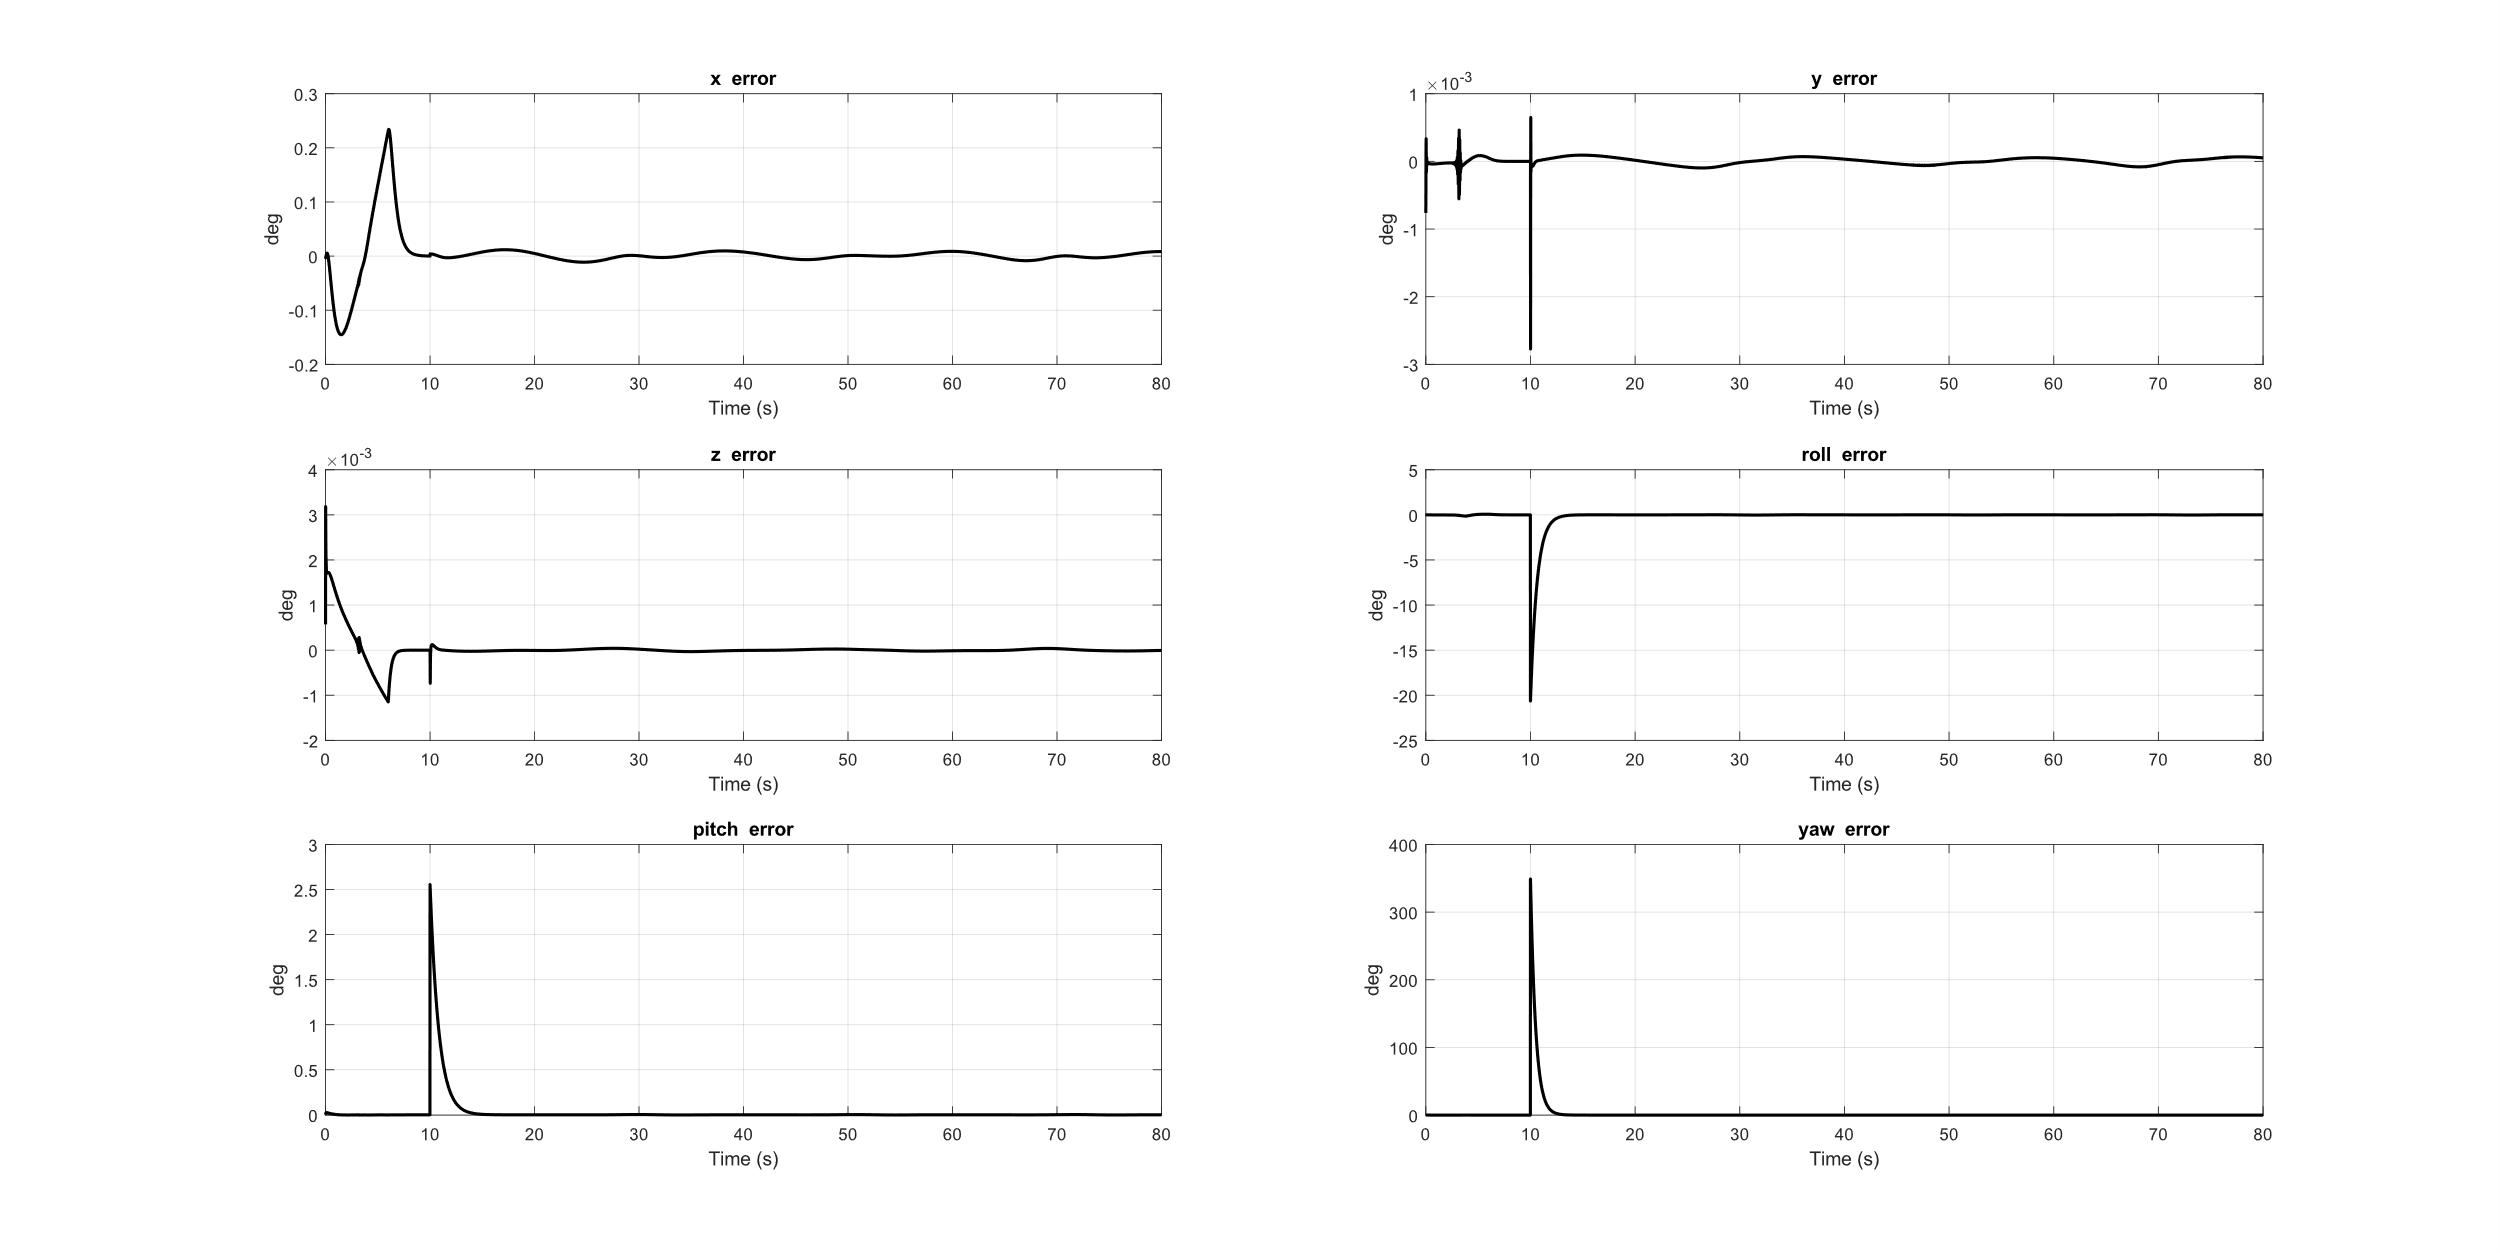 x error
0.3
0.2
0.1
0
-0.1
-0.2
deg
0 10 20 30 40 50 60 70 80
Time (s)
y error
× 10-3
1
0
-1
-2
-3
deg
0 10 20 30 40 50 60 70 80
Time (s)
z error
× 10-3
4
3
2
1
0
-1
-2
deg
0 10 20 30 40 50 60 70 80
Time (s)
roll error
5
0
-5
-10
-15
-20
-25
deg
0 10 20 30 40 50 60 70 80
Time (s)
pitch error
3
2.5
2
1.5
1
0.5
0
deg
0 10 20 30 40 50 60 70 80
Time (s)
yaw error
400
300
200
100
0
deg
0 10 20 30 40 50 60 70 80
Time (s)